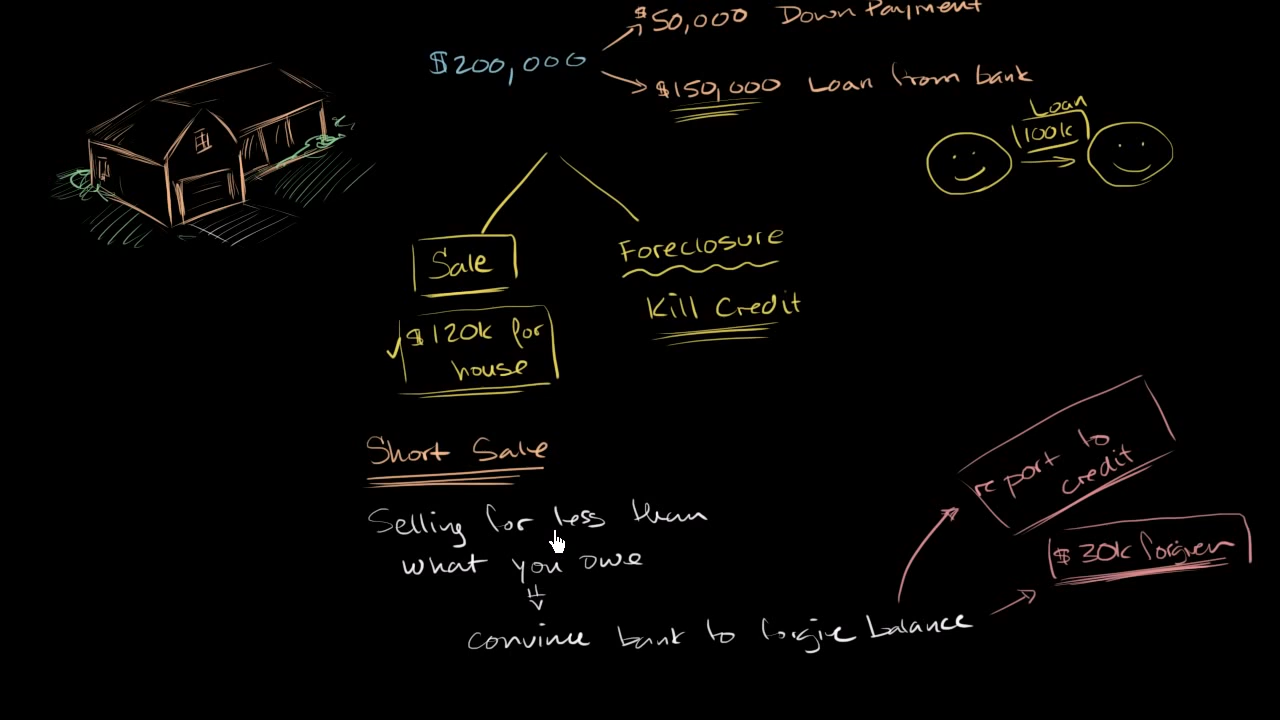 $50,000 Down Payment
$200,000
$150,000 Loan from bank
Loan
100k
Sale
Foreclosure
Kill Credit
$120k for
house
Short Sale
Selling for less than
what you owe
convince bank to forgive balance
report to
credit
$30k forgiven